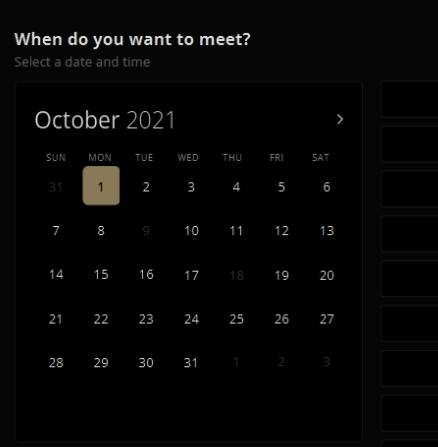 When do you want to meet?
Select a date and time
October 2021
SUN MON TUE WED THU FRI SAT
31 1 2 3 4 5 6
7 8 9 10 11 12 13
14 15 16 17 18 19 20
21 22 23 24 25 26 27
28 29 30 31 1 2 3